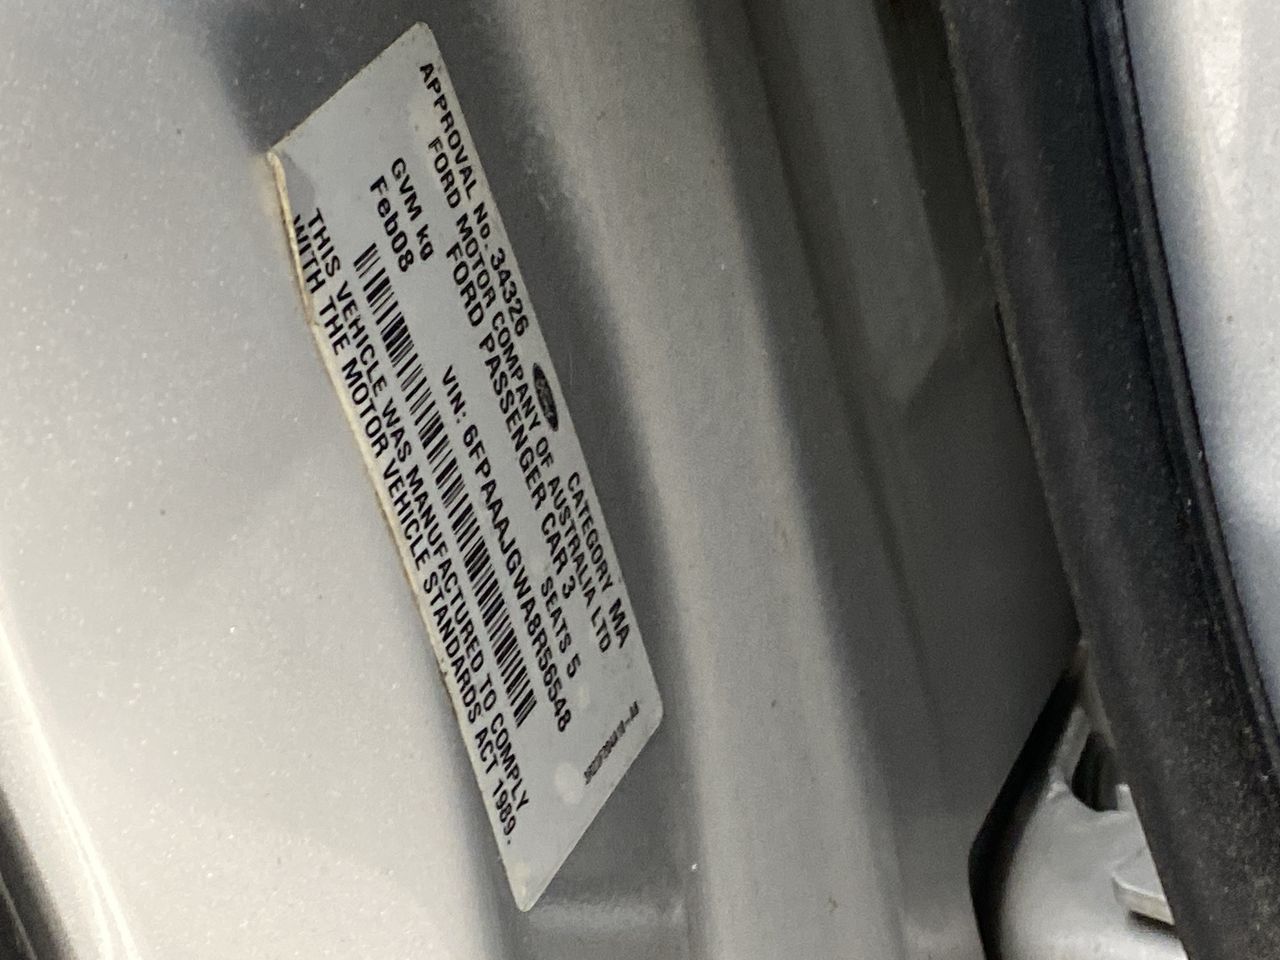 APPROVAL No. 34326 Ford CATEGORY MA
FORD MOTOR COMPANY OF AUSTRALIA LTD
FORD PASSENGER CAR 3
GVM kg SEATS 5
Feb08 VIN: 6FPAAAJGWA8R56548
THIS VEHICLE WAS MANUFACTURED TO COMPLY
WITH THE MOTOR VEHICLE STANDARDS ACT 1989.